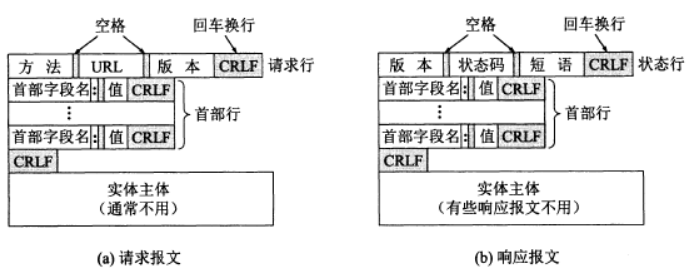 空格 回车换行
方 法 URL 版 本 CRLF 请求行
首部字段名: 值 CRLF
⋮ 首部行
首部字段名: 值 CRLF
CRLF
实体主体
(通常不用)
(a) 请求报文
空格 回车换行
版 本 状态码 短 语 CRLF 状态行
首部字段名: 值 CRLF
⋮ 首部行
首部字段名: 值 CRLF
CRLF
实体主体
(有些响应报文不用)
(b) 响应报文